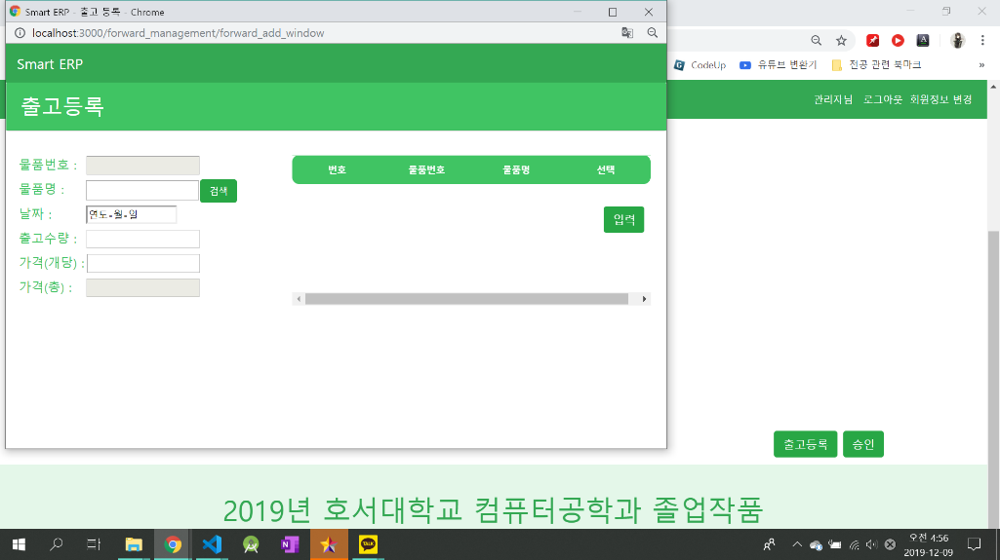 Smart ERP - 출고 등록 - Chrome
localhost:3000/forward_management/forward_add_window
Smart ERP
출고등록
CodeUp
유튜브 변환기
전공 관련 북마크
»
관리자님 로그아웃 회원정보 변경
물품번호 :
물품명 :
검색
날짜 :
연도-월-일
출고수량 :
가격(개당) :
가격(총) :
번호 물품번호 물품명 선택
입력
출고등록
승인
2019년 호서대학교 컴퓨터공학과 졸업작품
TALK
오전 4:56
2019-12-09